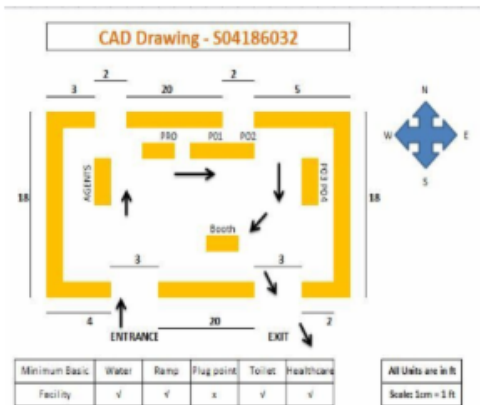 CAD Drawing - S04186032
2 2
3 20 5
N
W E
S
PRO PO1 PO2
AGENTS
PO3 PO4
18 18
Booth
3 3
4 20 2
ENTRANCE EXIT
Minimum Basic Water Ramp Plug point Toilet Healthcare
Facility √ √ x √ √
All Units are in ft
Scale: 1cm = 1 ft